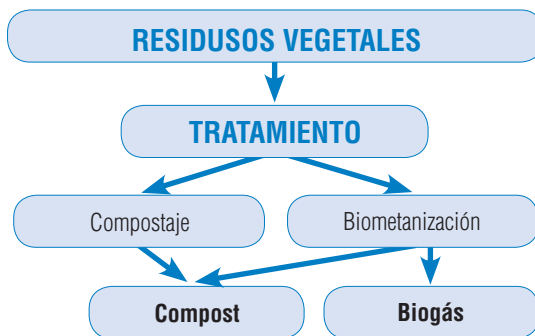 RESIDUSOS VEGETALES
TRATAMIENTO
Compostaje
Biometanización
Compost
Biogás